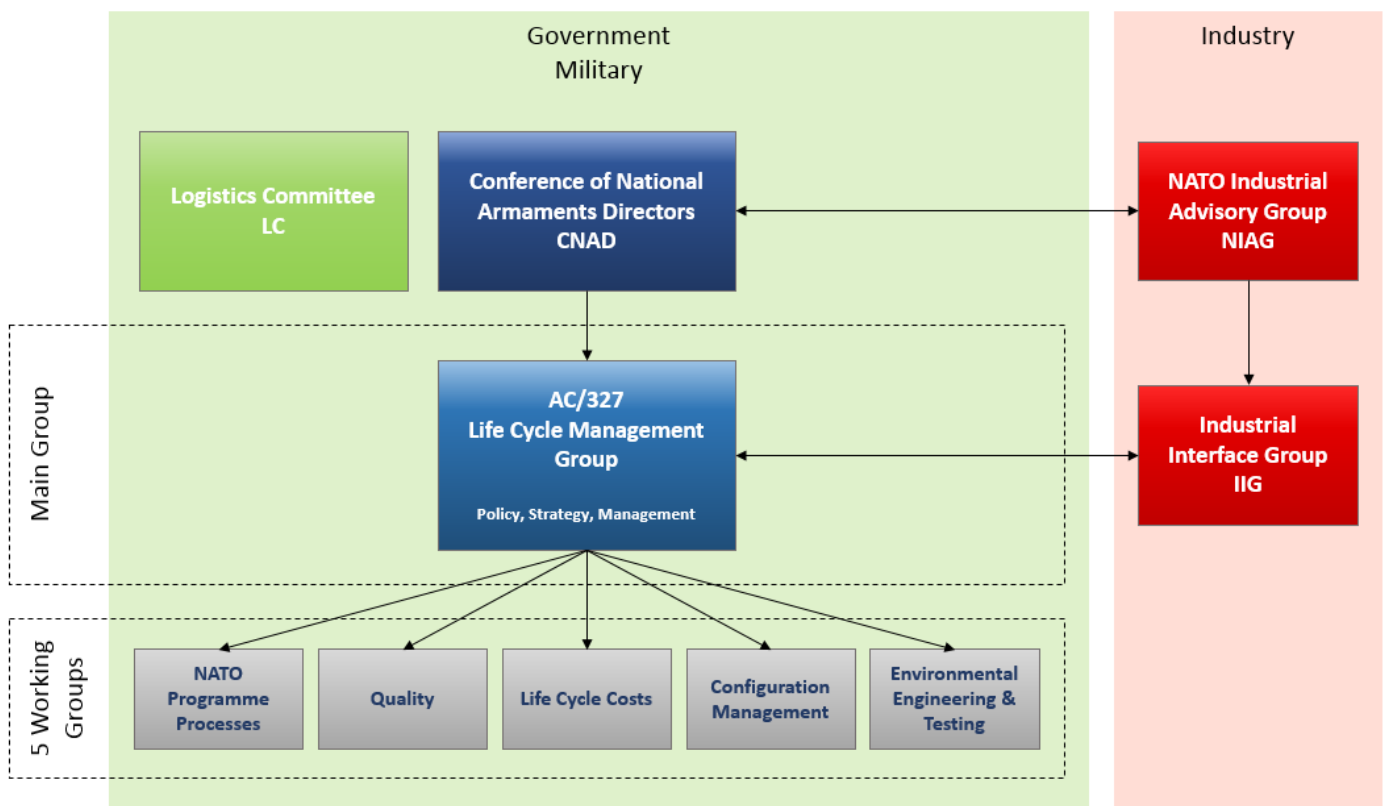 Government
Military
Industry
Logistics Committee
LC
Conference of National
Armaments Directors
CNAD
NATO Industrial
Advisory Group
NIAG
Main Group
AC/327
Life Cycle Management
Group
Policy, Strategy, Management
Industrial
Interface Group
IIG
5 Working
Groups
NATO
Programme
Processes
Quality
Life Cycle Costs
Configuration
Management
Environmental
Engineering &
Testing